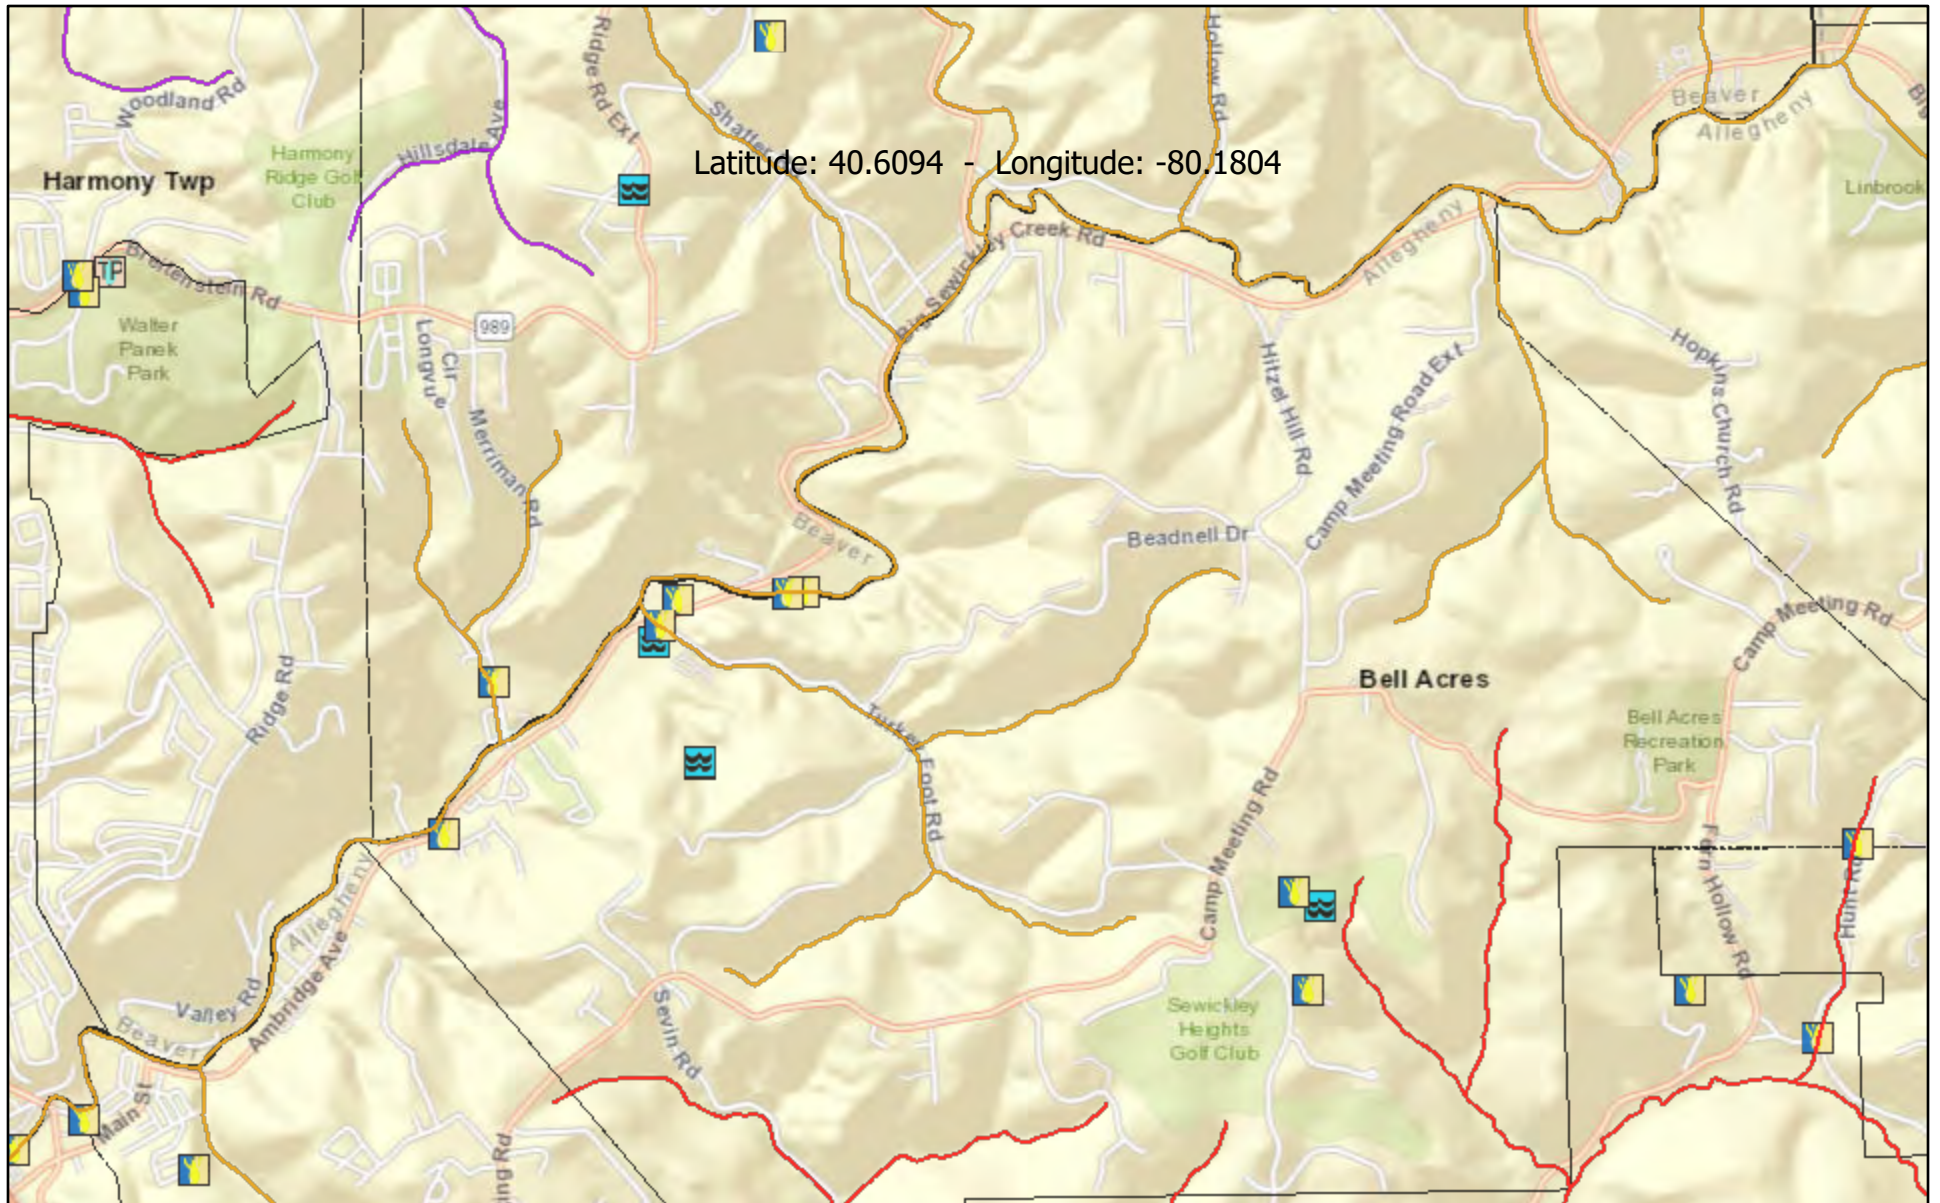 Woodland Rd
Harmony Twp
Harmony
Ridge Golf
Club
Hillsdale Ave
Ridge Rd Ext
Shaffer
Latitude: 40.6094 - Longitude: -80.1804
Hollow Rd
Beaver
Allegheny
Linbrook
TP
Breitenstein Rd
Walter
Panek
Park
989
Longvue
Cir
Merriman Rd
Big Sewickley Creek Rd
Allegheny
Hitzel Hill Rd
Camp Meeting Road Ext
Hopkins Church Rd
Beaver
Beadnell Dr
Camp Meeting Rd
Bell Acres
Bell Acres
Recreation
Park
Ridge Rd
Turkey Foot Rd
Camp Meeting Rd
Fern Hollow Rd
Hunt Rd
Allegheny
Ambridge Ave
Valley Rd
Beaver
Main St
Sevin Rd
Sewickley
Heights
Golf Club
ing Rd